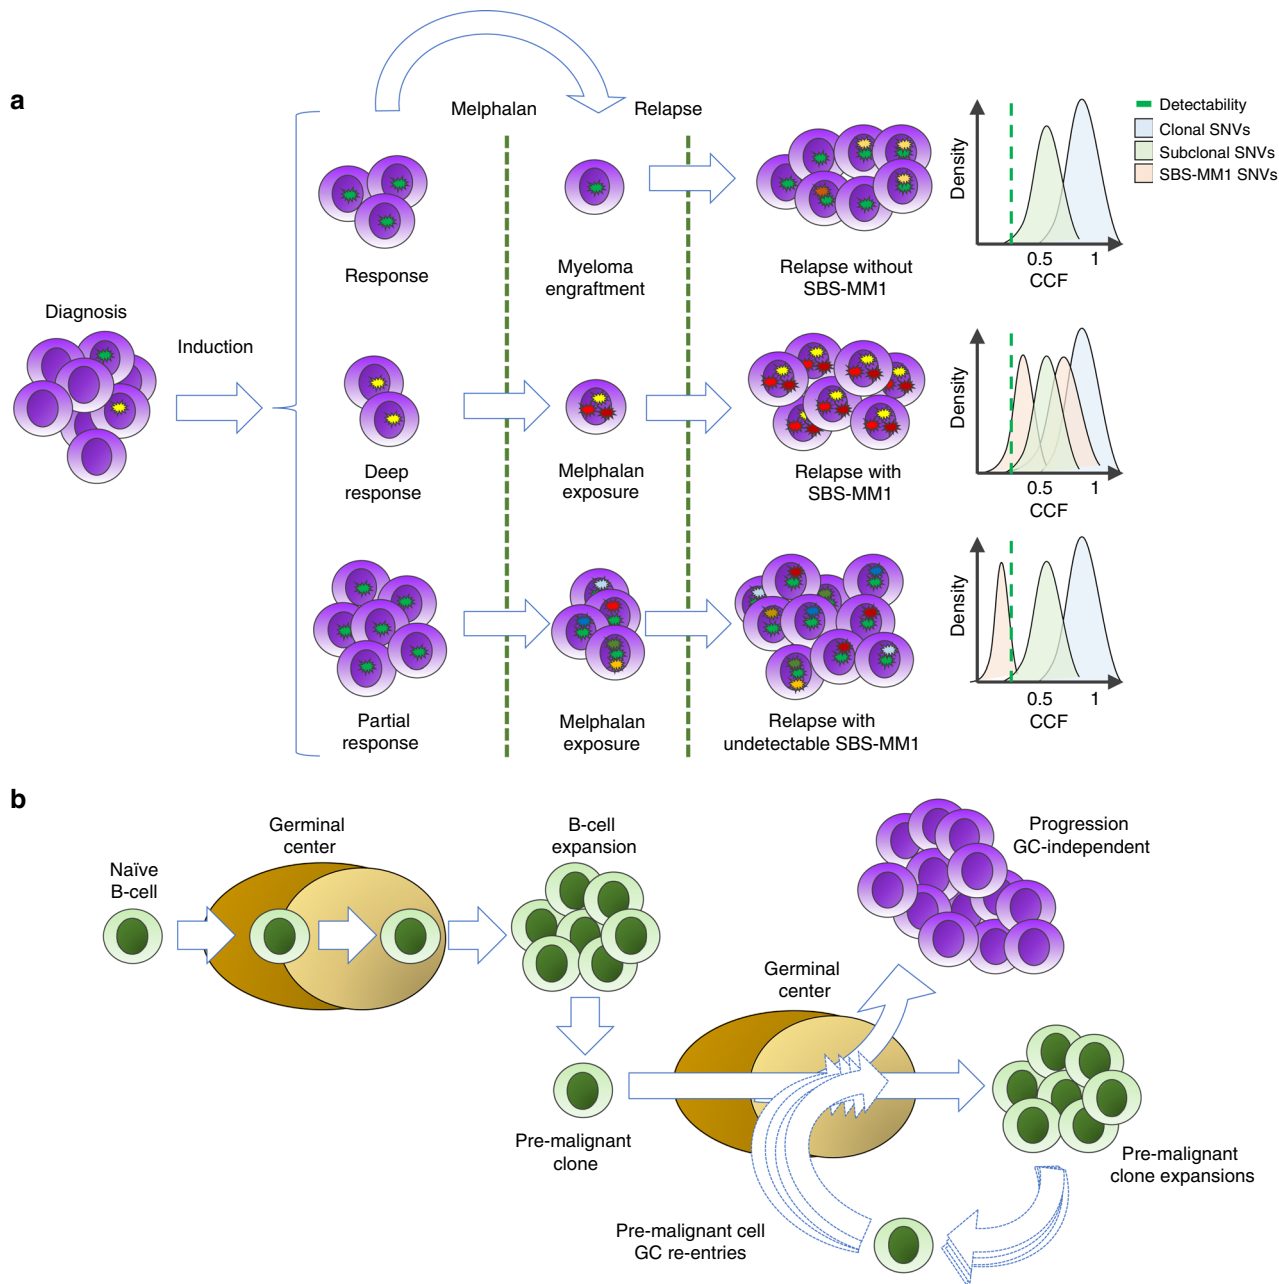 a
Melphalan
Relapse
Response
Myeloma
engraftment
Relapse without
SBS-MM1
Density
0.5
1
CCF
Detectability
Clonal SNVs
Subclonal SNVs
SBS-MM1 SNVs
Diagnosis
Induction
Deep
response
Melphalan
exposure
Relapse with
SBS-MM1
Density
0.5
1
CCF
Partial
response
Melphalan
exposure
Relapse with
undetectable SBS-MM1
Density
0.5
1
CCF
b
Naïve
B-cell
Germinal
center
B-cell
expansion
Progression
GC-independent
Pre-malignant
clone
Germinal
center
Pre-malignant
clone expansions
Pre-malignant cell
GC re-entries